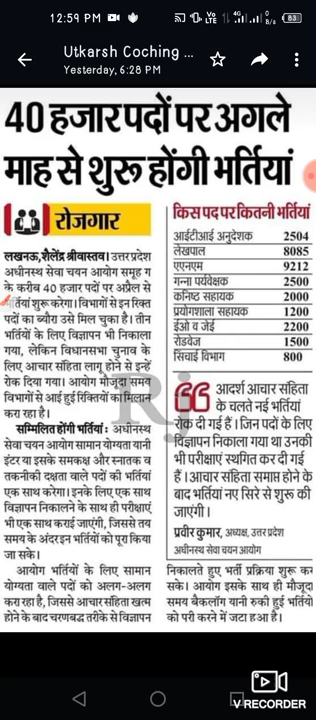 12:59 PM
Vo LTE 4G 0 B/s 83
Utkarsh Coching ...
Yesterday, 6:28 PM
40 हजार पदों पर अगले
माह से शुरू होंगी भर्तियां
रोजगार
लखनऊ, शैलेंद्र श्रीवास्तव। उत्तर प्रदेश
अधीनस्थ सेवा चयन आयोग समूह ग
के करीब 40 हजार पदों पर अप्रैल से
र्तियां शुरू करेगा। विभागों से इन रिक्त
पदों का ब्यौरा उसे मिल चुका है। तीन
भर्तियों के लिए विज्ञापन भी निकाला
गया, लेकिन विधानसभा चुनाव के
लिए आचार संहिता लागू होने से इन्हें
रोक दिया गया। आयोग मौजूदा समय
विभागों से आई हुई रिक्तियों का मिलान
करा रहा है।
सम्मिलित होंगी भर्तियां : अधीनस्थ
सेवा चयन आयोग सामान योग्यता यानी
इंटर या इसके समकक्ष और स्नातक व
तकनीकी दक्षता वाले पदों की भर्तियां
एक साथ करेगा। इनके लिए एक साथ
विज्ञापन निकालने के साथ ही परीक्षाएं
भी एक साथ कराई जाएंगी, जिससे तय
समय के अंदर इन भर्तियों को पूरा किया
जा सके।
आयोग भर्तियों के लिए सामान
योग्यता वाले पदों को अलग-अलग
करा रहा है, जिससे आचार संहिता खत्म
होने के बाद चरणबद्ध तरीके से विज्ञापन
किस पद पर कितनी भर्तियां
आईटीआई अनुदेशक 2504
लेखपाल 8085
एएनएम 9212
गन्ना पर्यवेक्षक 2500
कनिष्ठ सहायक 2000
प्रयोगशाला सहायक 1200
ईओ व जेई 2200
रोडवेज 1500
सिंचाई विभाग 800
आदर्श आचार संहिता
के चलते नई भर्तियां
रोक दी गई हैं। जिन पदों के लिए
विज्ञापन निकाला गया था उनकी
भी परीक्षाएं स्थगित कर दी गई
हैं। आचार संहिता समाप्त होने के
बाद भर्तियां नए सिरे से शुरू की
जाएंगी।
प्रवीर कुमार, अध्यक्ष, उत्तर प्रदेश
अधीनस्थ सेवा चयन आयोग
निकालते हुए भर्ती प्रक्रिया शुरू कर
सके। आयोग इसके साथ ही मौजूदा
समय बैकलॉग यानी रुकी हुई भर्तियों
को पूरी करने में जुटा हुआ है।
V RECORDER